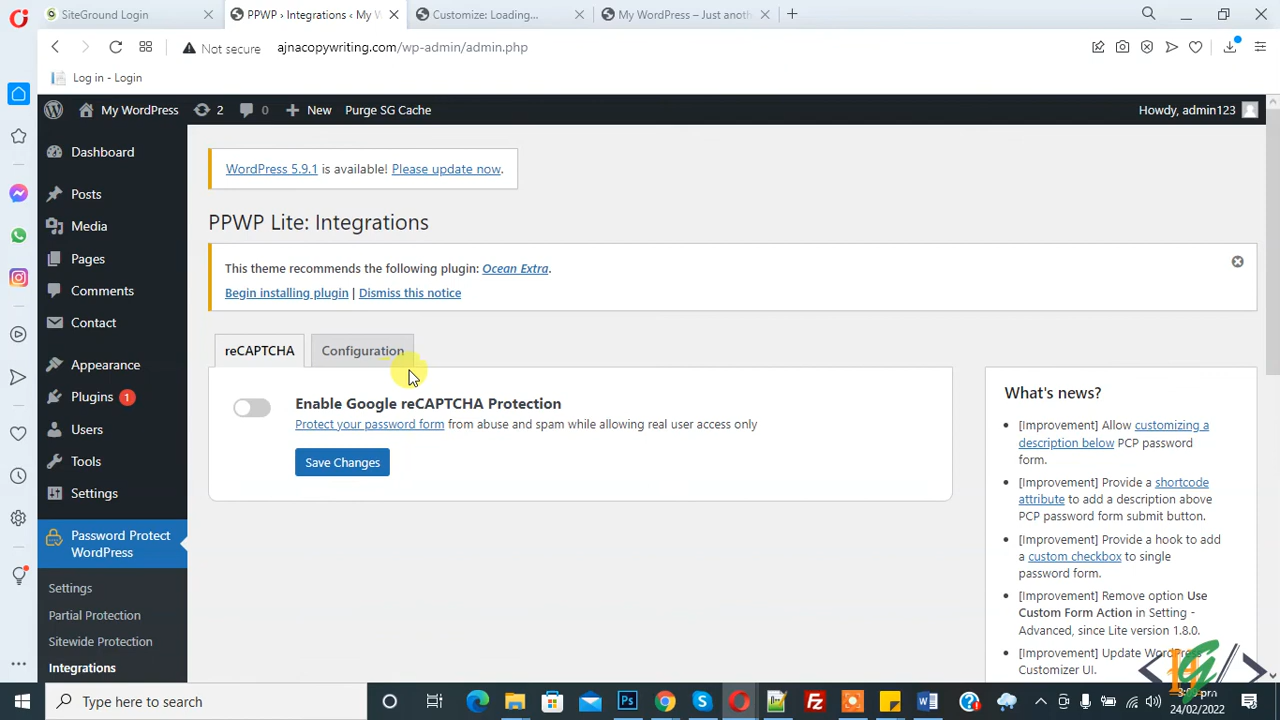 SiteGround Login
PPWP › Integrations ‹ My W
Customize: Loading...
My WordPress – Just anoth
Not secure
ajnacopywriting.com/wp-admin/admin.php
Log in - Login
My WordPress
2
0
New
Purge SG Cache
Howdy, admin123
Dashboard
Posts
Media
Pages
Comments
Contact
Appearance
Plugins 1
Users
Tools
Settings
Password Protect
WordPress
Settings
Partial Protection
Sitewide Protection
Integrations
WordPress 5.9.1 is available! Please update now.
PPWP Lite: Integrations
This theme recommends the following plugin: Ocean Extra.
Begin installing plugin | Dismiss this notice
reCAPTCHA
Configuration
Enable Google reCAPTCHA Protection
Protect your password form from abuse and spam while allowing real user access only
Save Changes
What's news?
[Improvement] Allow customizing a
description below PCP password
form.
[Improvement] Provide a shortcode
attribute to add a description above
PCP password form submit button.
[Improvement] Provide a hook to add
a custom checkbox to single
password form.
[Improvement] Remove option Use
Custom Form Action in Setting -
Advanced, since Lite version 1.8.0.
[Improvement] Update WordPress
Customizer UI.
Type here to search
24/02/2022